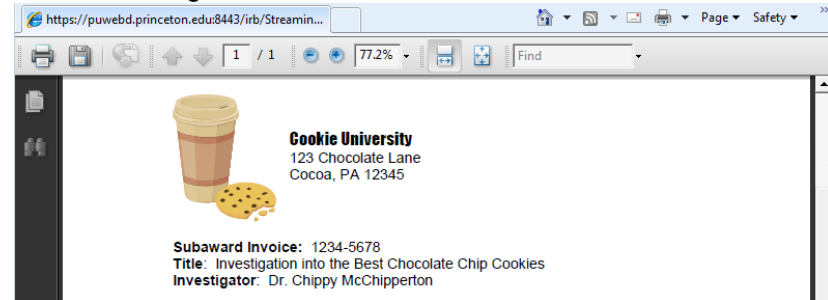 https://puwebd.princeton.edu:8443/irb/Streamin...
Page Safety »
1 / 1 77.2% Find
Cookie University
123 Chocolate Lane
Cocoa, PA 12345
Subaward Invoice: 1234-5678
Title: Investigation into the Best Chocolate Chip Cookies
Investigator: Dr. Chippy McChipperton